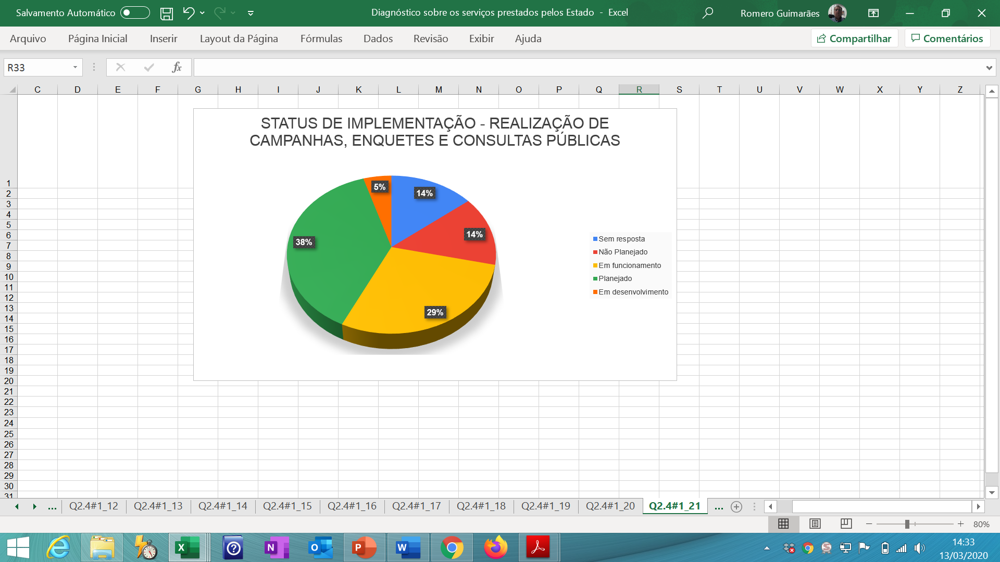 Salvamento Automático
Diagnóstico sobre os serviços prestados pelos Estado - Excel
Romero Guimarães
Arquivo Página Inicial Inserir Layout da Página Fórmulas Dados Revisão Exibir Ajuda
Compartilhar Comentários
R33 fx
C D E F G H I J K L M N O P Q R S T U V W X Y Z
STATUS DE IMPLEMENTAÇÃO - REALIZAÇÃO DE
CAMPANHAS, ENQUETES E CONSULTAS PÚBLICAS
5%
14%
14%
38%
29%
Sem resposta
Não Planejado
Em funcionamento
Planejado
Em desenvolvimento
1
2
3
4
5
6
7
8
9
10
11
12
13
14
15
16
17
18
19
20
21
22
23
24
25
26
27
28
29
30
31
... Q2.4#1_12 Q2.4#1_13 Q2.4#1_14 Q2.4#1_15 Q2.4#1_16 Q2.4#1_17 Q2.4#1_18 Q2.4#1_19 Q2.4#1_20 Q2.4#1_21 ...
80%
14:33
13/03/2020